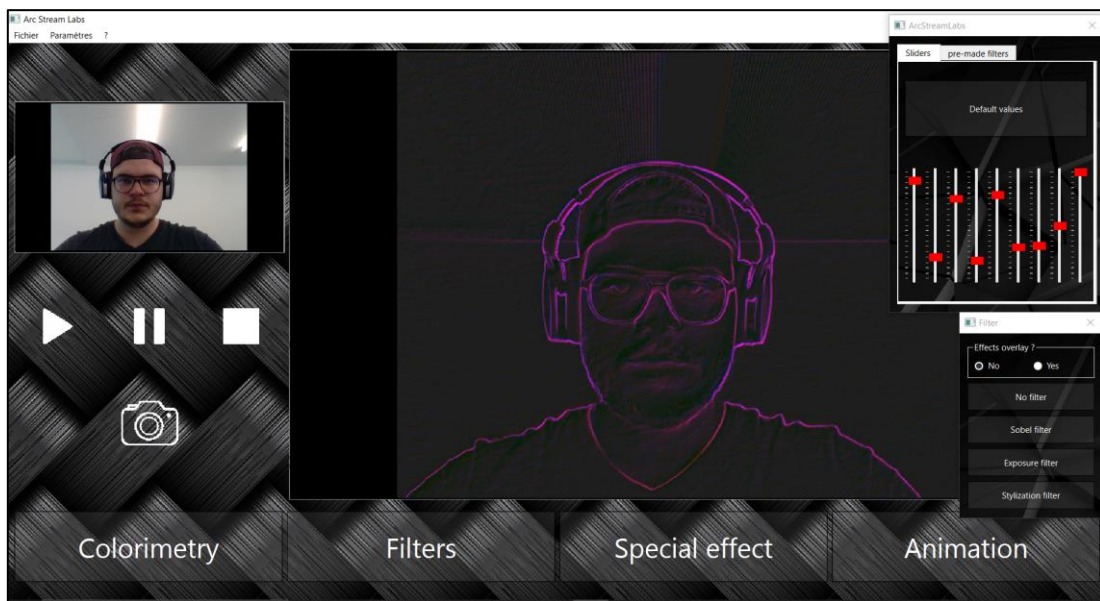 Arc Stream Labs
Fichier Paramètres ?
ArcStreamLabs
Sliders pre-made filters
Default values
Filter
Effects overlay ?
No Yes
No filter
Sobel filter
Exposure filter
Stylization filter
Colorimetry Filters Special effect Animation